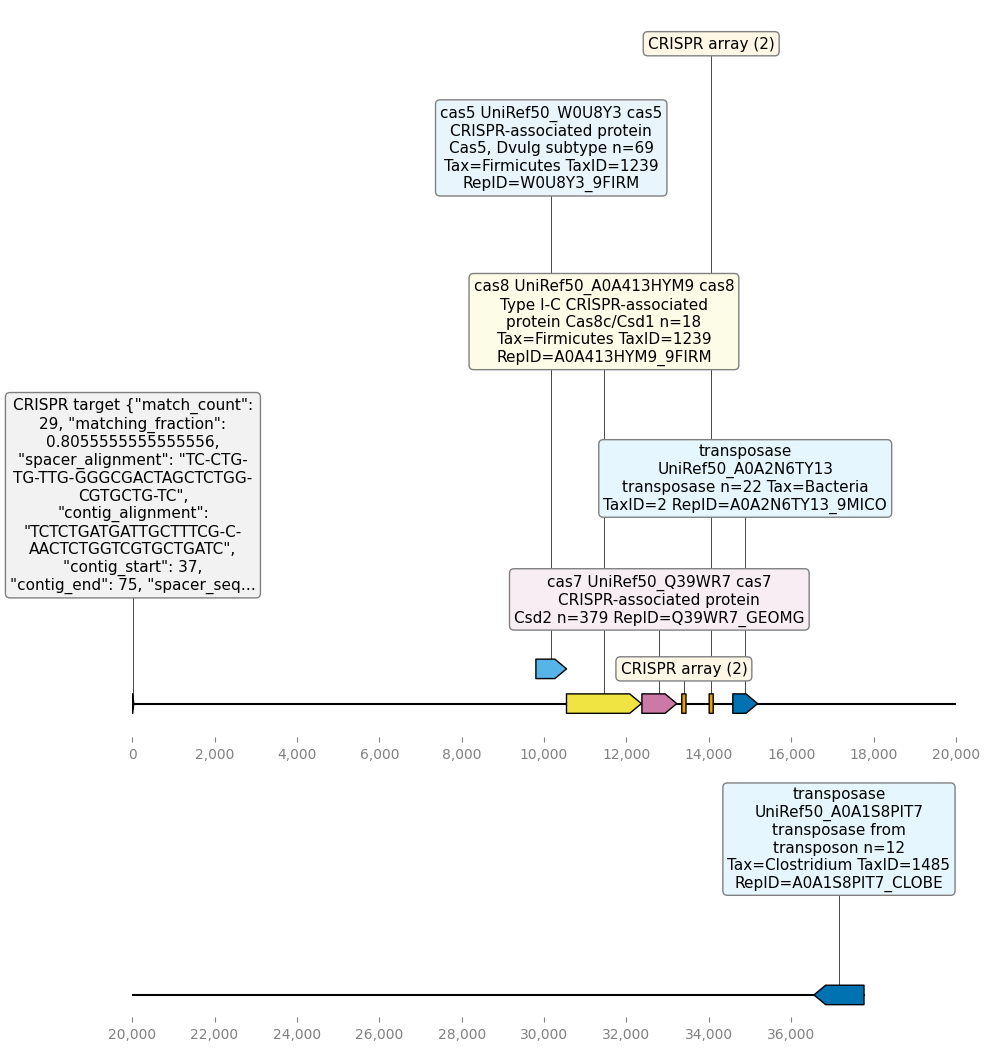 CRISPR array (2)
cas5 UniRef50_W0U8Y3 cas5
CRISPR-associated protein
Cas5, Dvulg subtype n=69
Tax=Firmicutes TaxID=1239
RepID=W0U8Y3_9FIRM
cas8 UniRef50_A0A413HYM9 cas8
Type I-C CRISPR-associated
protein Cas8c/Csd1 n=18
Tax=Firmicutes TaxID=1239
RepID=A0A413HYM9_9FIRM
CRISPR target {"match_count":
29, "matching_fraction":
0.8055555555555556,
"spacer_alignment": "TC-CTG-
TG-TTG-GGGCGACTAGCTCTGG-
CGTGCTG-TC",
"contig_alignment":
"TCTCTGATGATTGCTTTCG-C-
AACTCTGGTCGTGCTGATC",
"contig_start": 37,
"contig_end": 75, "spacer_seq...
transposase
UniRef50_A0A2N6TY13
transposase n=22 Tax=Bacteria
TaxID=2 RepID=A0A2N6TY13_9MICO
cas7 UniRef50_Q39WR7 cas7
CRISPR-associated protein
Csd2 n=379 RepID=Q39WR7_GEOMG
CRISPR array (2)
0 2,000 4,000 6,000 8,000 10,000 12,000 14,000 16,000 18,000 20,000
transposase
UniRef50_A0A1S8PIT7
transposase from
transposon n=12
Tax=Clostridium TaxID=1485
RepID=A0A1S8PIT7_CLOBE
20,000 22,000 24,000 26,000 28,000 30,000 32,000 34,000 36,000